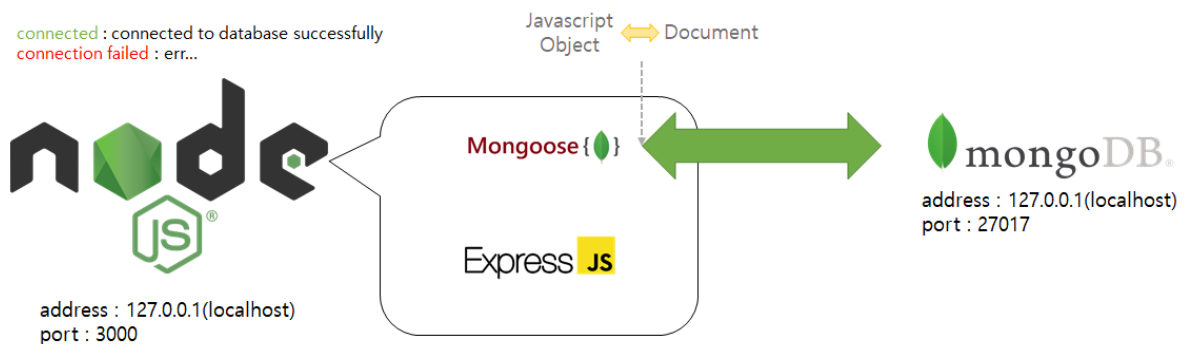 connected : connected to database successfully
connection failed : err...
Javascript
Object
Document
node
JS®
Mongoose{ }
Express JS
mongoDB®
address : 127.0.0.1(localhost)
port : 27017
address : 127.0.0.1(localhost)
port : 3000